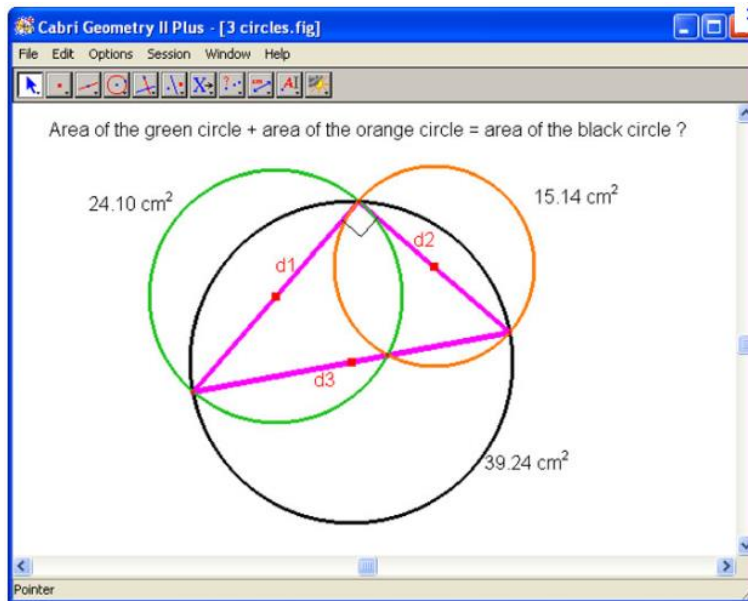 Cabri Geometry II Plus - [3 circles.fig]
File Edit Options Session Window Help
Area of the green circle + area of the orange circle = area of the black circle ?
24.10 cm²
15.14 cm²
d1
d2
d3
39.24 cm²
Pointer